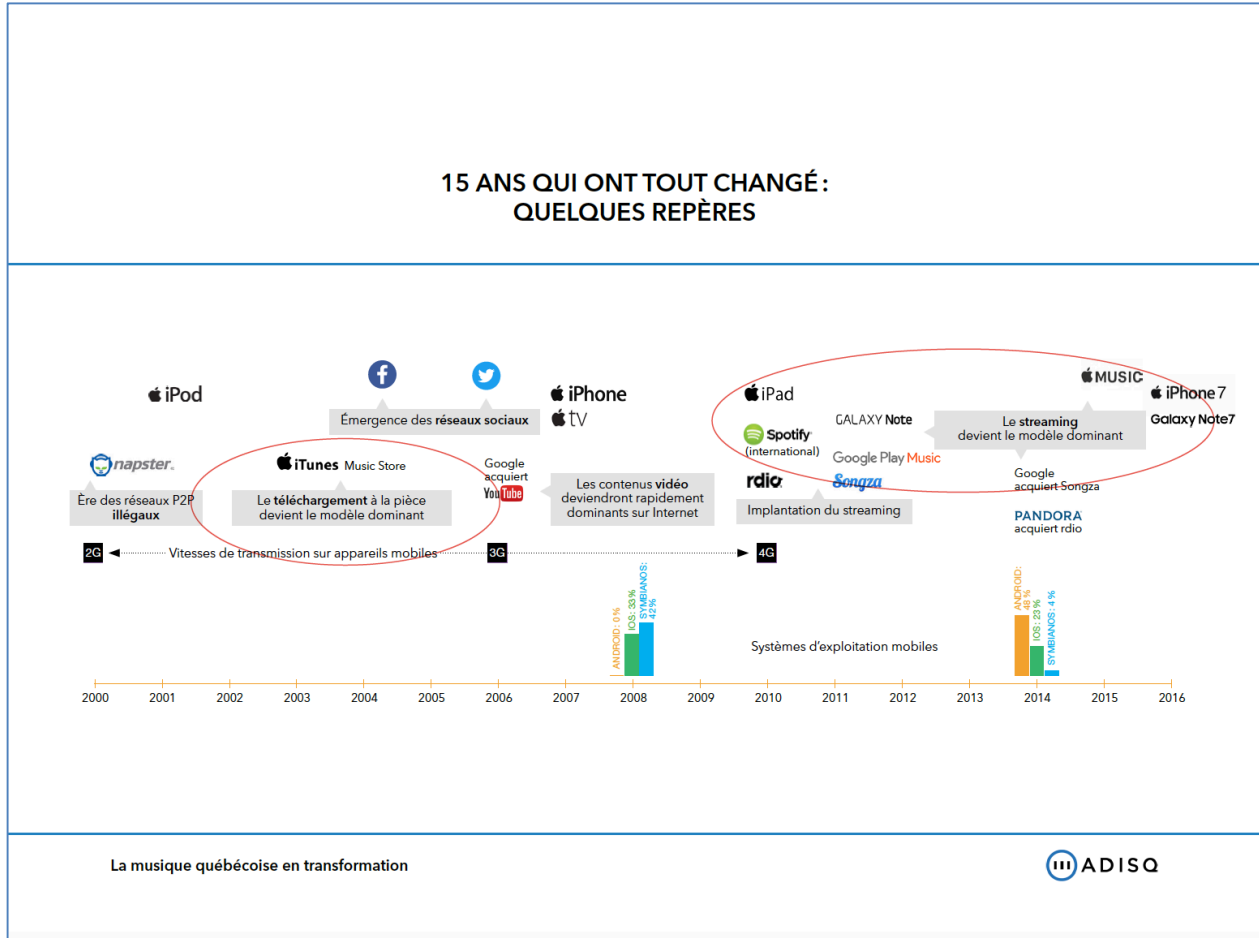 15 ANS QUI ONT TOUT CHANGÉ :
QUELQUES REPÈRES
iPod
Émergence des réseaux sociaux
iPhone
tv
iPad
GALAXY Note
MUSIC
Le streaming
devient le modèle dominant
iPhone 7
Galaxy Note7
napster.
Ère des réseaux P2P
illégaux
iTunes Music Store
Le téléchargement à la pièce
devient le modèle dominant
Google
acquiert
YouTube
Les contenus vidéo
deviendront rapidement
dominants sur Internet
Spotify
(international)
rdio
Google Play Music
Songza
Implantation du streaming
Google
acquiert Songza
PANDORA
acquiert rdio
2G
Vitesses de transmission sur appareils mobiles
3G
4G
ANDROID: 0 %
IOS: 33 %
SYMBIANOS:
42 %
Systèmes d'exploitation mobiles
ANDROID:
48 %
IOS: 23 %
SYMBIANOS: 4 %
2000 2001 2002 2003 2004 2005 2006 2007 2008 2009 2010 2011 2012 2013 2014 2015 2016
La musique québécoise en transformation
ADISQ